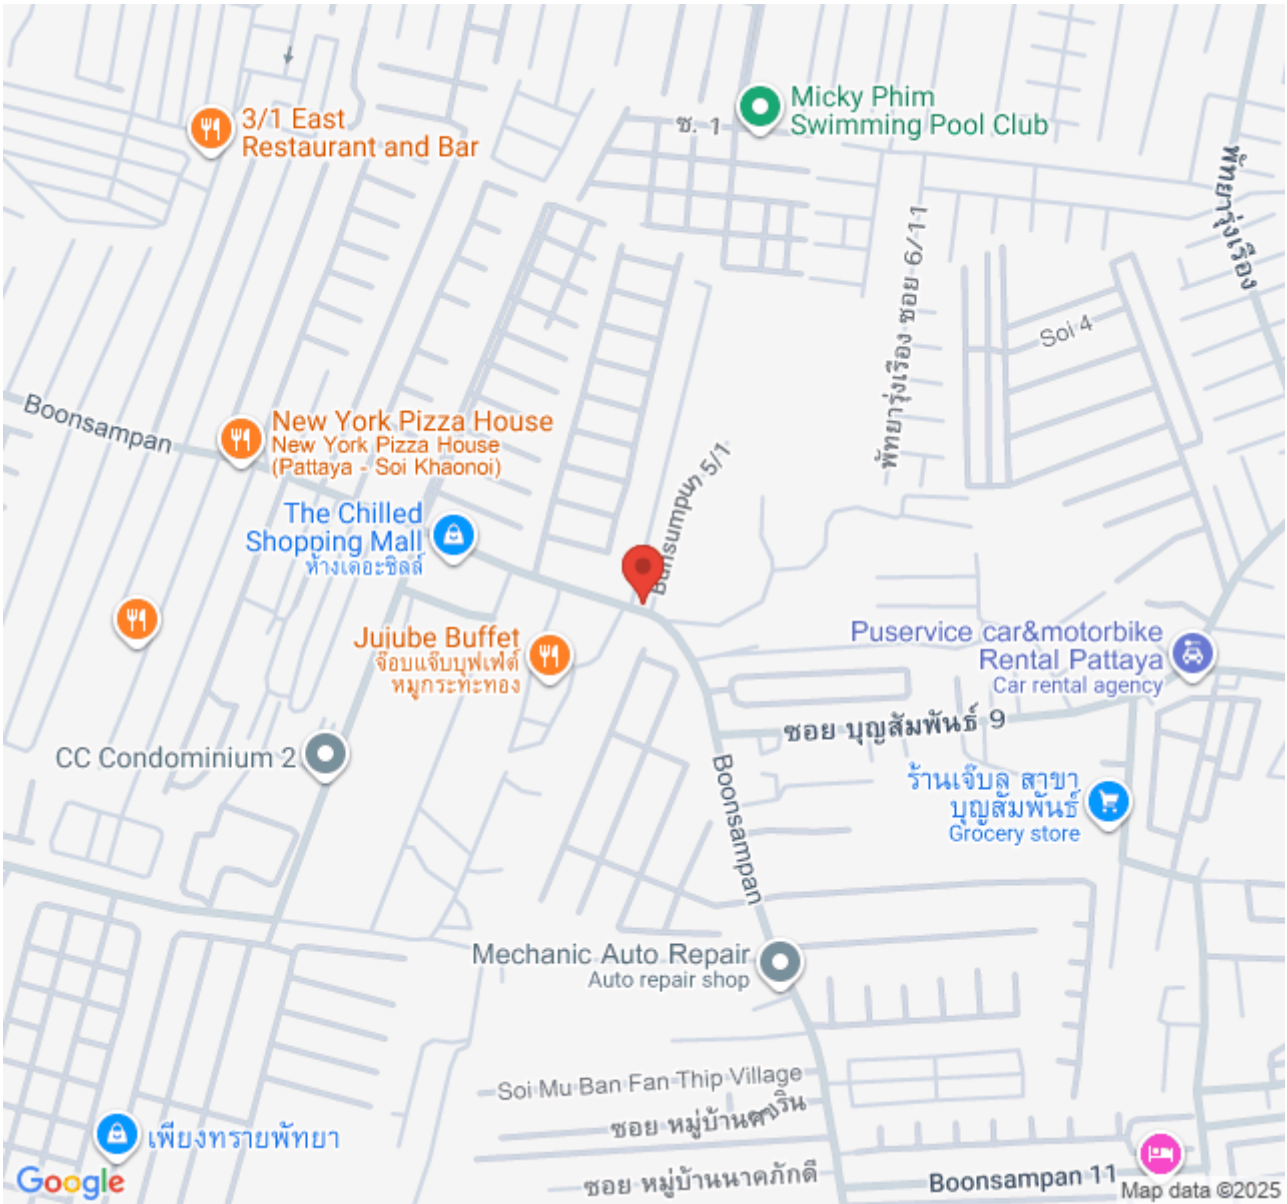 3/1 East
Restaurant and Bar
Micky Phim
Swimming Pool Club
ซ. 1
พัทยารุ่งเรือง
พัทยารุ่งเรือง ซอย 6/11
Soi 4
Boonsampan
New York Pizza House
New York Pizza House
(Pattaya - Soi Khaonoi)
The Chilled
Shopping Mall
ห้างเดอะชิลล์
Bunsumpun 5/1
Jujube Buffet
จ๊อบแจ๊บบุฟเฟ่ต์
หมูกระทะทอง
Puservice car&motorbike
Rental Pattaya
Car rental agency
ซอย บุญสัมพันธ์ 9
CC Condominium 2
Boonsampan
ร้านเจ๊บล สาขา
บุญสัมพันธ์
Grocery store
Mechanic Auto Repair
Auto repair shop
Soi Mu Ban Fan Thip Village
ซอย หมู่บ้าน
เพียงทรายพัทยา
ซอย หมู่บ้านนาคภักดี
Boonsampan 11
Google
Map data ©2025